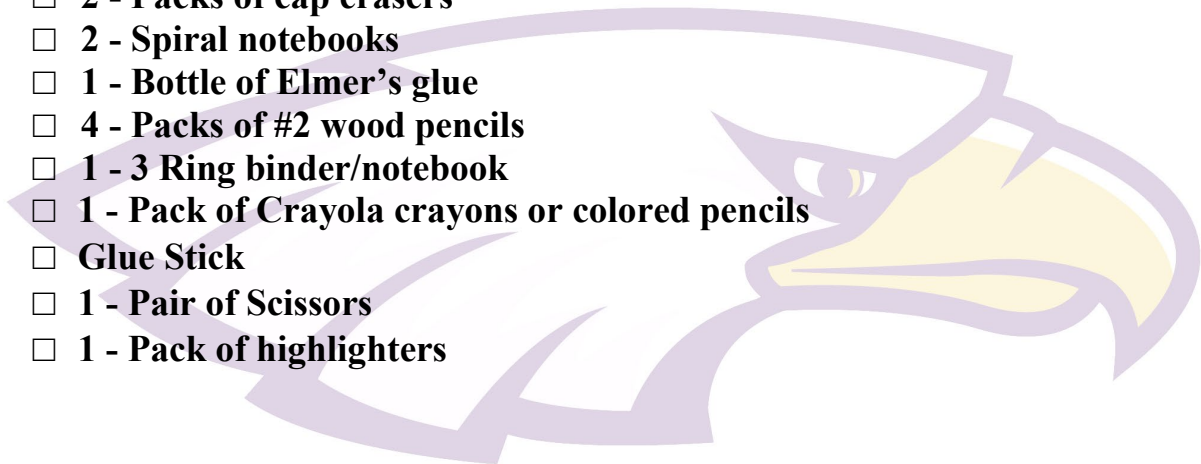 □ 2 - Packs of cap erasers
□ 2 - Spiral notebooks
□ 1 - Bottle of Elmer’s glue
□ 4 - Packs of #2 wood pencils
□ 1 - 3 Ring binder/notebook
□ 1 - Pack of Crayola crayons or colored pencils
□ Glue Stick
□ 1 - Pair of Scissors
□ 1 - Pack of highlighters